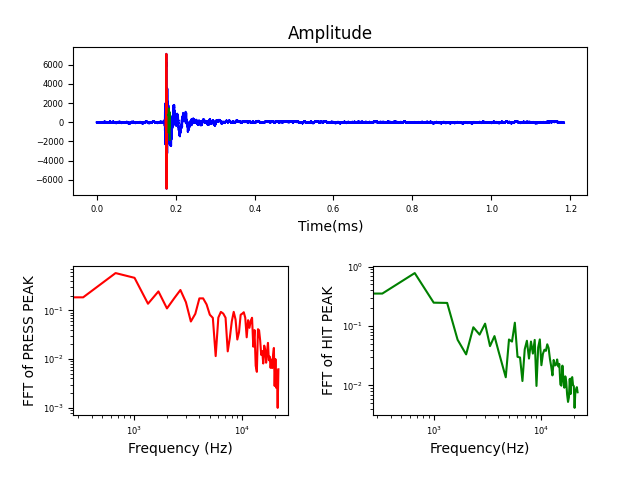 Amplitude
6000
4000
2000
0
−2000
−4000
−6000
0.0 0.2 0.4 0.6 0.8 1.0 1.2
Time(ms)
FFT of PRESS PEAK
10⁻¹
10⁻²
10⁻³
10³ 10⁴
Frequency (Hz)
FFT of HIT PEAK
10⁰
10⁻¹
10⁻²
10³ 10⁴
Frequency(Hz)